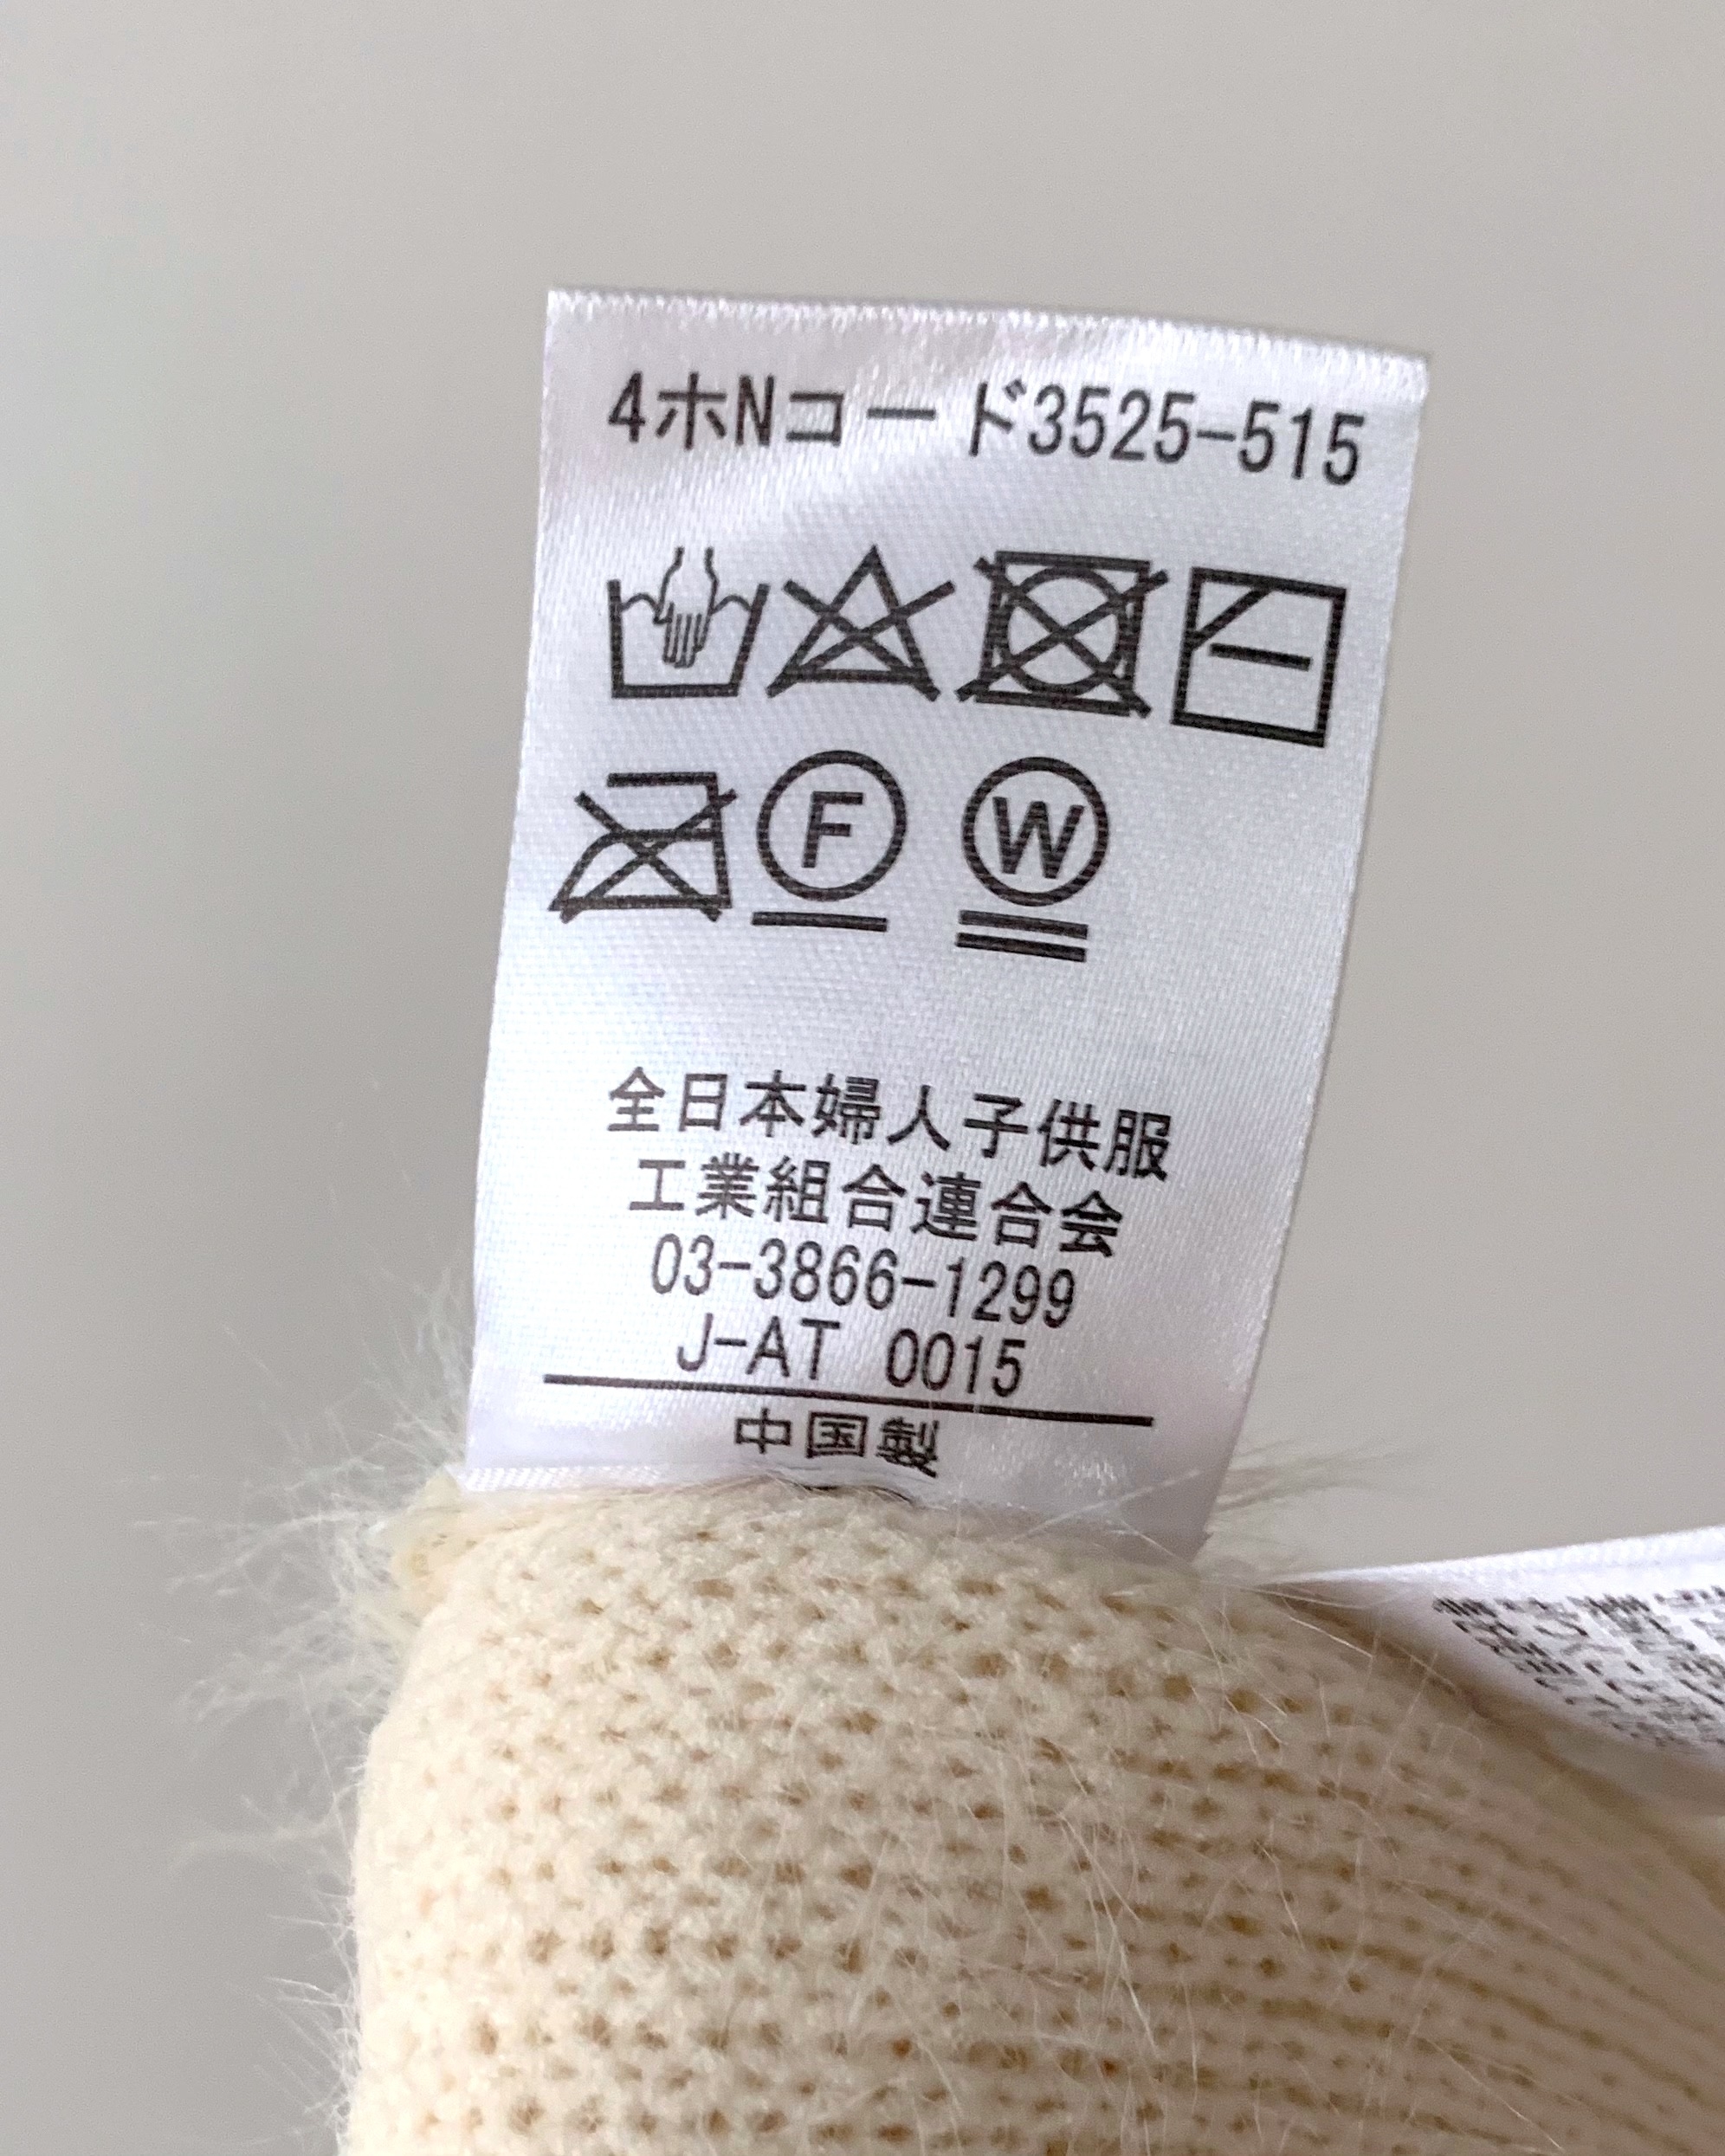 4ホNコード3525-515
F W
全日本婦人子供服
工業組合連合会
03-3866-1299
J-AT 0015
中国製